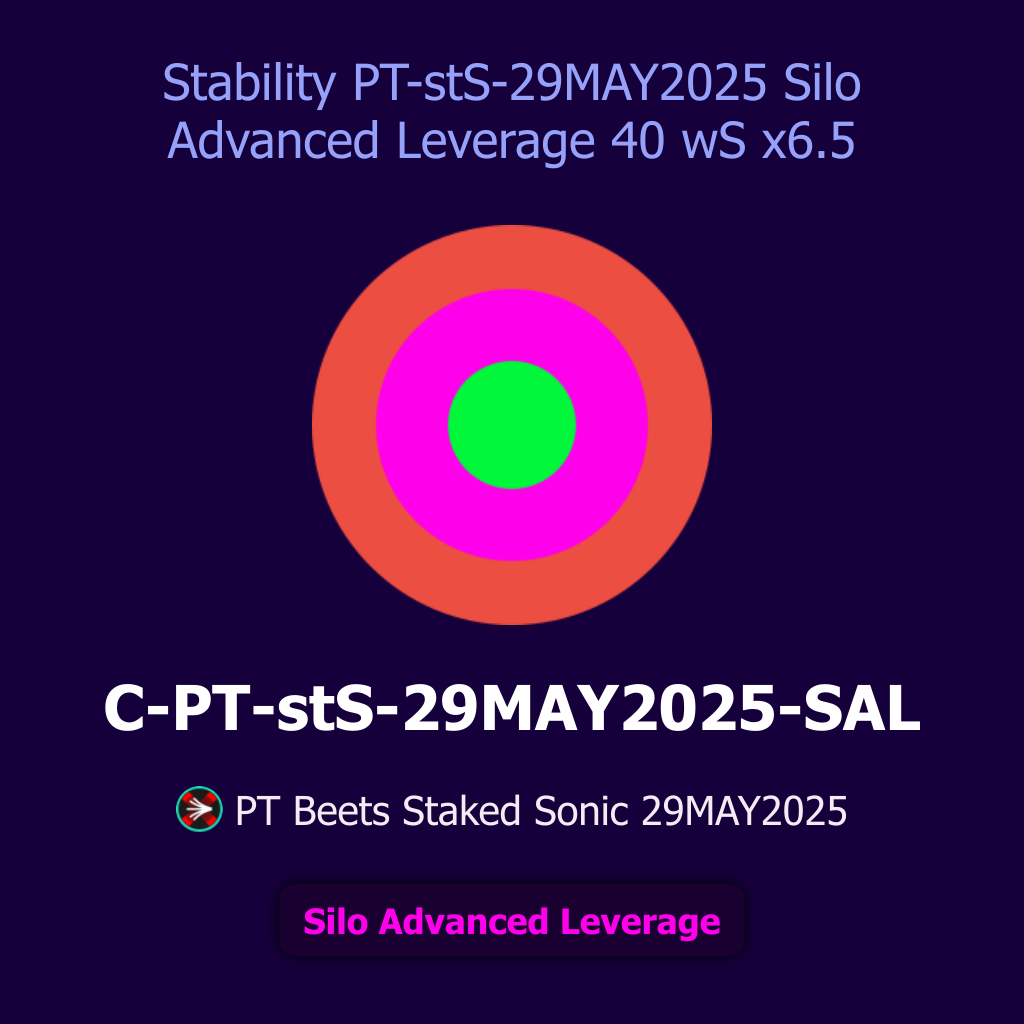 Stability PT-stS-29MAY2025 Silo
Advanced Leverage 40 wS x6.5
C-PT-stS-29MAY2025-SAL
PT Beets Staked Sonic 29MAY2025
Silo Advanced Leverage